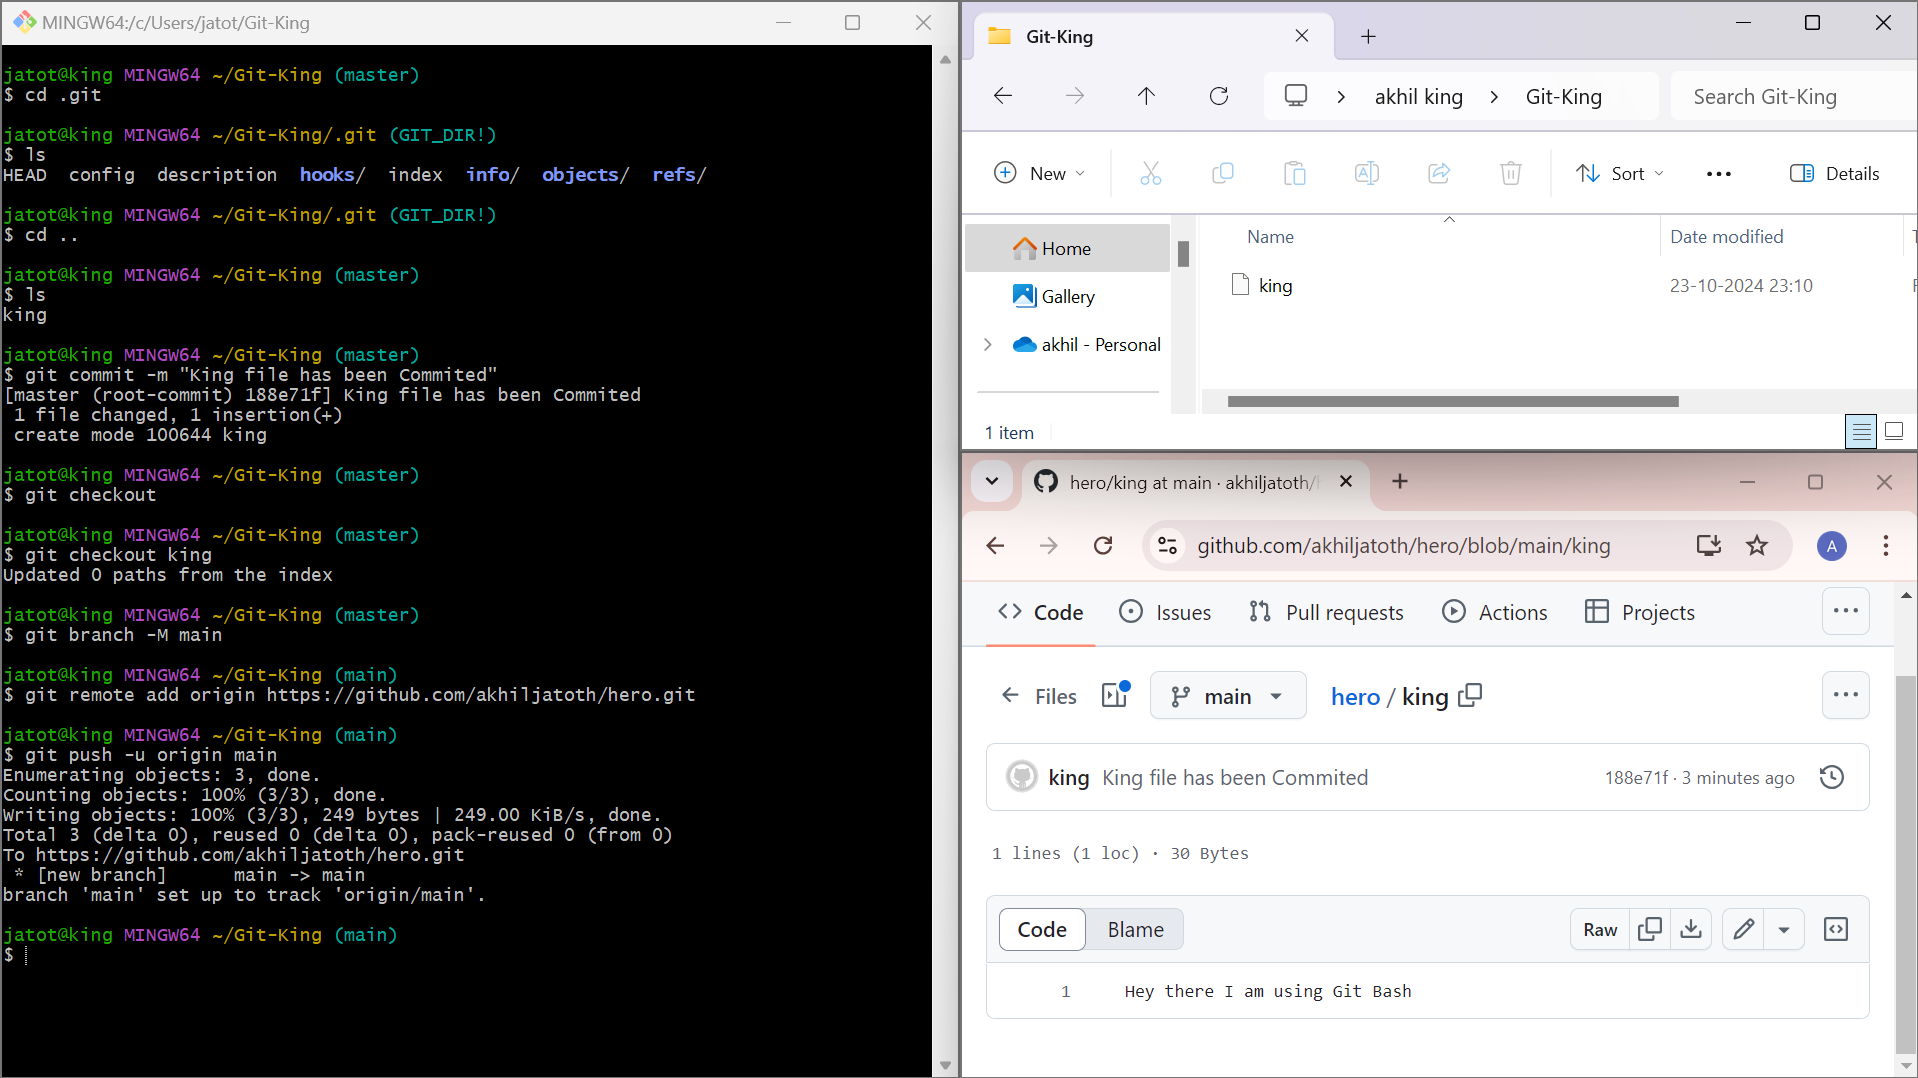 MINGW64:/c/Users/jatot/Git-King
jatot@king MINGW64 ~/Git-King (master)
$ cd .git
jatot@king MINGW64 ~/Git-King/.git (GIT_DIR!)
$ ls
HEAD config description hooks/ index info/ objects/ refs/
jatot@king MINGW64 ~/Git-King/.git (GIT_DIR!)
$ cd ..
jatot@king MINGW64 ~/Git-King (master)
$ ls
king
jatot@king MINGW64 ~/Git-King (master)
$ git commit -m "King file has been Commited"
[master (root-commit) 188e71f] King file has been Commited
1 file changed, 1 insertion(+)
create mode 100644 king
jatot@king MINGW64 ~/Git-King (master)
$ git checkout
jatot@king MINGW64 ~/Git-King (master)
$ git checkout king
Updated 0 paths from the index
jatot@king MINGW64 ~/Git-King (master)
$ git branch -M main
jatot@king MINGW64 ~/Git-King (main)
$ git remote add origin https://github.com/akhiljatoth/hero.git
jatot@king MINGW64 ~/Git-King (main)
$ git push -u origin main
Enumerating objects: 3, done.
Counting objects: 100% (3/3), done.
Writing objects: 100% (3/3), 249 bytes | 249.00 KiB/s, done.
Total 3 (delta 0), reused 0 (delta 0), pack-reused 0 (from 0)
To https://github.com/akhiljatoth/hero.git
* [new branch] main -> main
branch 'main' set up to track 'origin/main'.
jatot@king MINGW64 ~/Git-King (main)
$
Git-King
akhil king > Git-King
Search Git-King
New
Sort
Details
Home
Gallery
akhil - Personal
Name
Date modified
king
23-10-2024 23:10
1 item
hero/king at main · akhiljatoth/
github.com/akhiljatoth/hero/blob/main/king
A
Code
Issues
Pull requests
Actions
Projects
Files
main
hero / king
king King file has been Commited
188e71f · 3 minutes ago
1 lines (1 loc) · 30 Bytes
Code
Blame
Raw
1 Hey there I am using Git Bash